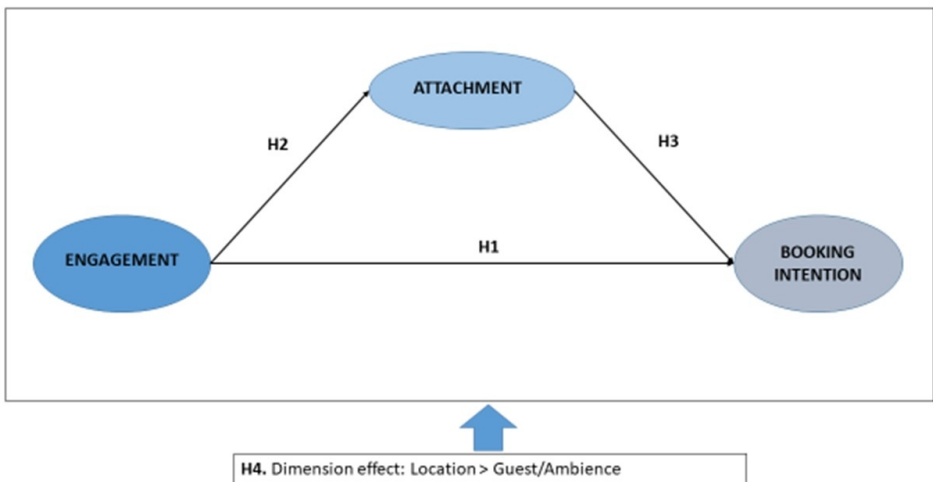 ATTACHMENT
H2
H3
ENGAGEMENT
H1
BOOKING
INTENTION
H4. Dimension effect: Location > Guest/Ambience